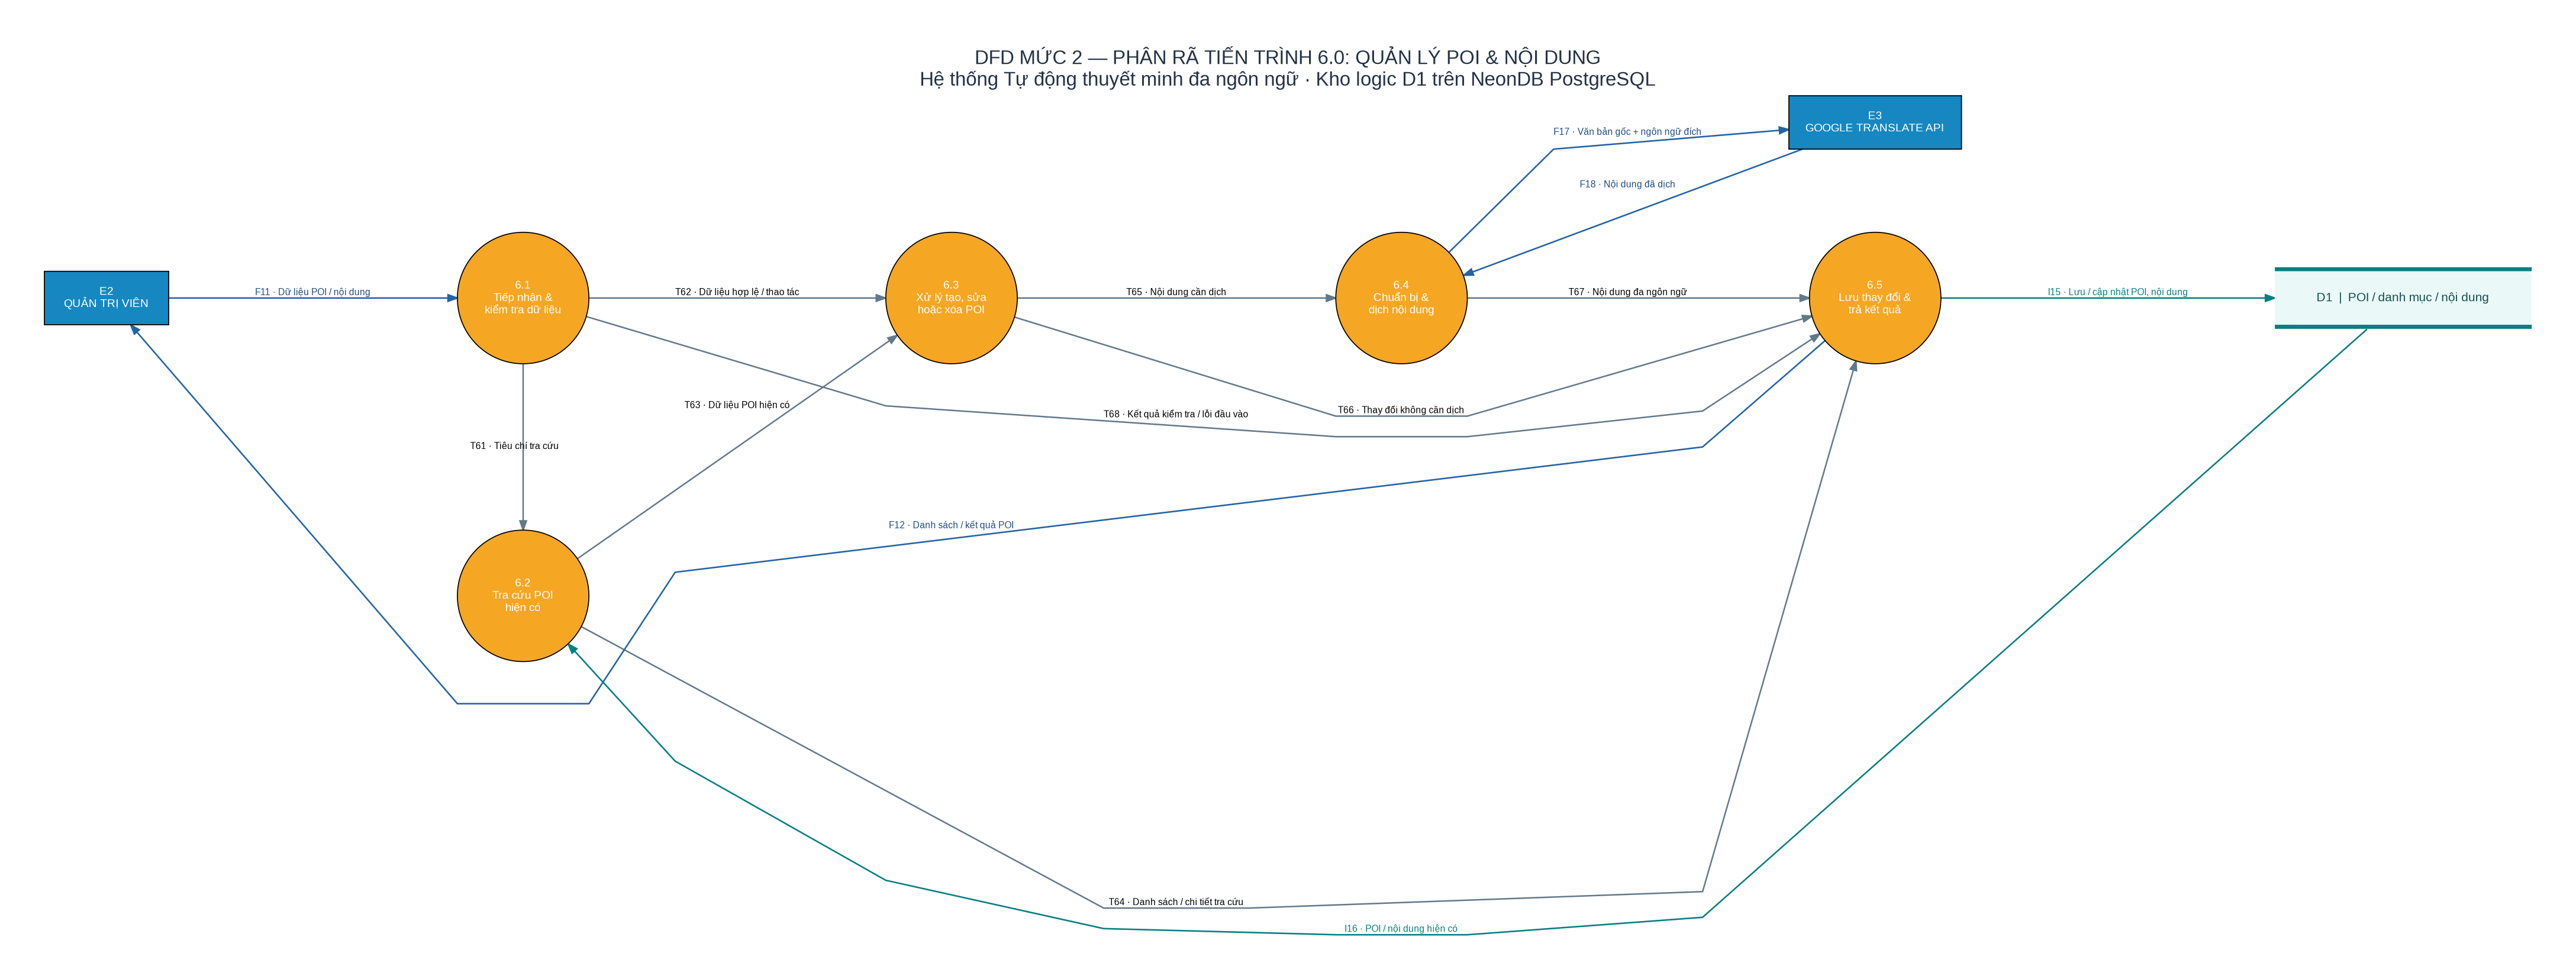 DFD MỨC 2 — PHÂN RÃ TIẾN TRÌNH 6.0: QUẢN LÝ POI & NỘI DUNG
Hệ thống Tự động thuyết minh đa ngôn ngữ · Kho logic D1 trên NeonDB PostgreSQL
E3
GOOGLE TRANSLATE API
F17 · Văn bản gốc + ngôn ngữ đích
F18 · Nội dung đã dịch
E2
QUẢN TRỊ VIÊN
F11 · Dữ liệu POI / nội dung
6.1
Tiếp nhận &
kiểm tra dữ liệu
T62 · Dữ liệu hợp lệ / thao tác
6.3
Xử lý tạo, sửa
hoặc xóa POI
T65 · Nội dung cần dịch
6.4
Chuẩn bị &
dịch nội dung
T67 · Nội dung đa ngôn ngữ
6.5
Lưu thay đổi &
trả kết quả
I15 · Lưu / cập nhật POI, nội dung
D1 | POI / danh mục / nội dung
T63 · Dữ liệu POI hiện có
T68 · Kết quả kiểm tra / lỗi đầu vào
T66 · Thay đổi không cần dịch
T61 · Tiêu chí tra cứu
F12 · Danh sách / kết quả POI
6.2
Tra cứu POI
hiện có
T64 · Danh sách / chi tiết tra cứu
I16 · POI / nội dung hiện có